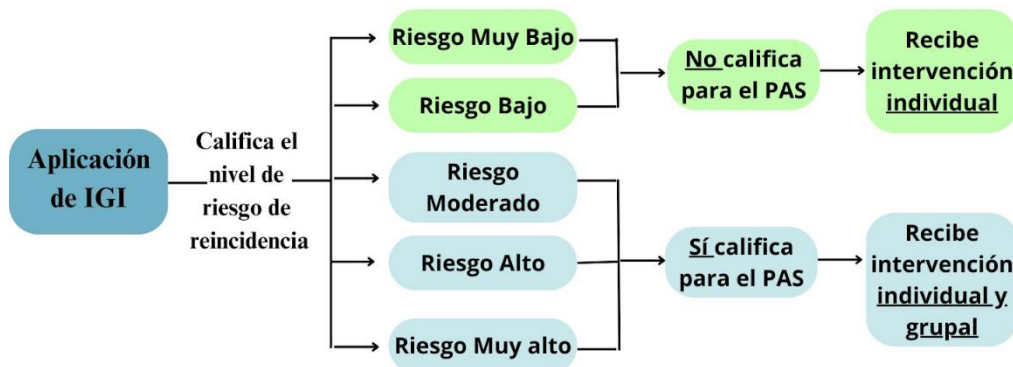 Aplicación
de IGI
Califica el
nivel de
riesgo de
reincidencia
Riesgo Muy Bajo
Riesgo Bajo
Riesgo
Moderado
Riesgo Alto
Riesgo Muy alto
No califica
para el PAS
Sí califica
para el PAS
Recibe
intervención
individual
Recibe
intervención
individual y
grupal